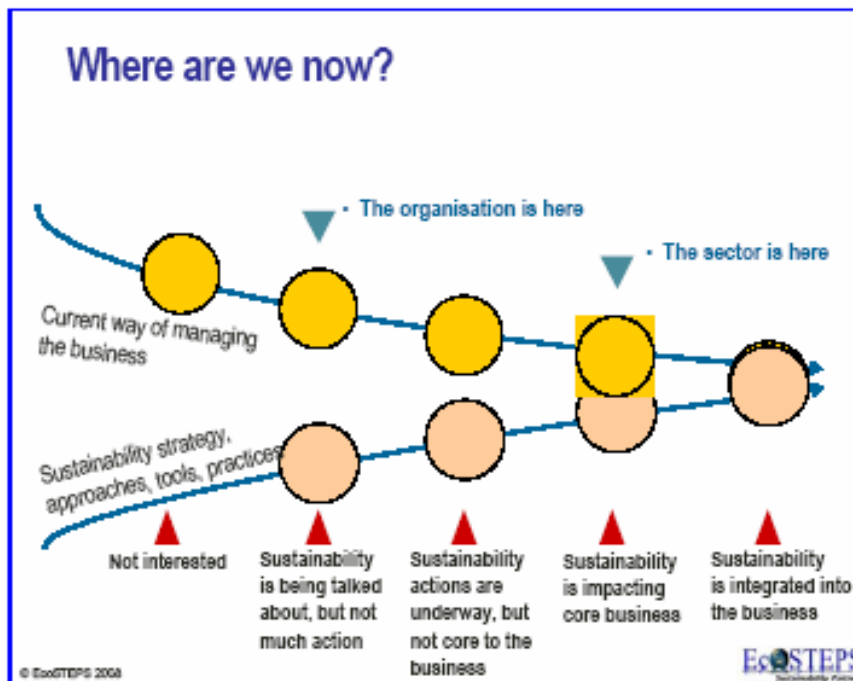 Where are we now?
· The organisation is here
· The sector is here
Current way of managing
the business
Sustainability strategy,
approaches, tools, practices
Not interested
Sustainability
is being talked
about, but not
much action
Sustainability
actions are
underway, but
not core to the
business
Sustainability
is impacting
core business
Sustainability
is integrated into
the business
© EcoSTEPS 2008
EcOSTEPS
Sustainability